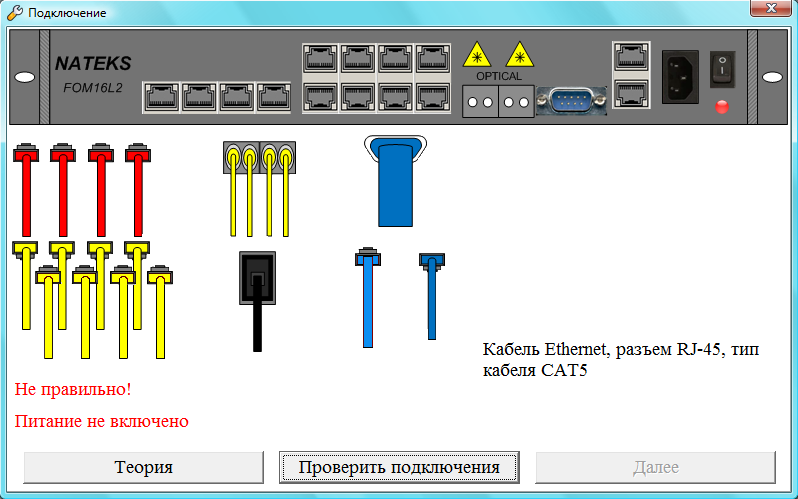 Подключение
NATEKS
FOM16L2
OPTICAL
Кабель Ethernet, разъем RJ-45, тип
кабеля CAT5
Не правильно!
Питание не включено
Теория
Проверить подключения
Далее